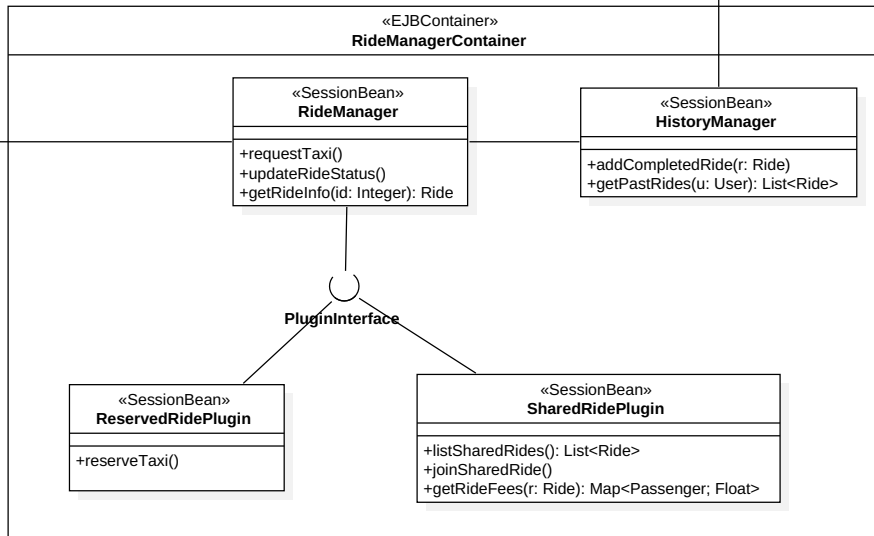 «EJBContainer»
RideManagerContainer
«SessionBean»
RideManager
+requestTaxi()
+updateRideStatus()
+getRideInfo(id: Integer): Ride
«SessionBean»
HistoryManager
+addCompletedRide(r: Ride)
+getPastRides(u: User): List<Ride>
PluginInterface
«SessionBean»
ReservedRidePlugin
+reserveTaxi()
«SessionBean»
SharedRidePlugin
+listSharedRides(): List<Ride>
+joinSharedRide()
+getRideFees(r: Ride): Map<Passenger; Float>